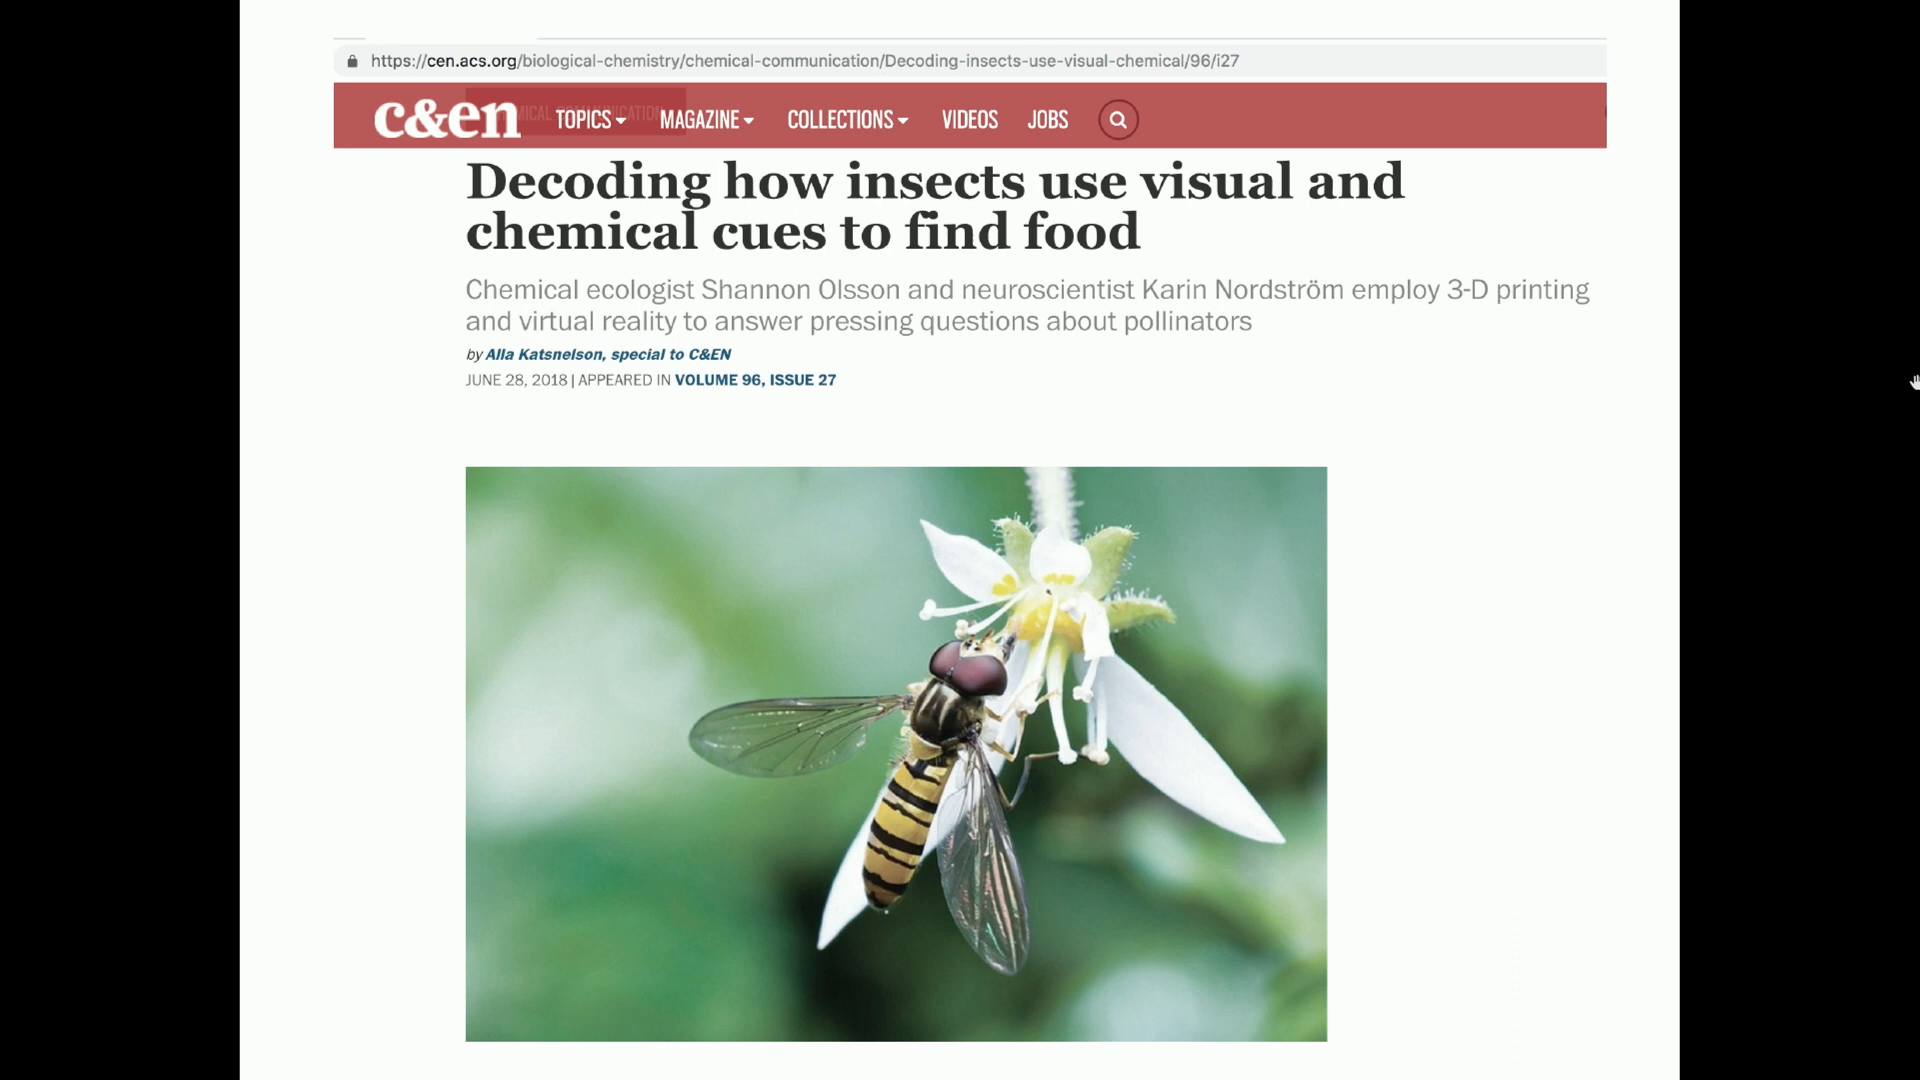 https://cen.acs.org/biological-chemistry/chemical-communication/Decoding-insects-use-visual-chemical/96/i27
c&en TOPICS MAGAZINE COLLECTIONS VIDEOS JOBS
CHEMICAL COMMUNICATION
Decoding how insects use visual and
chemical cues to find food
Chemical ecologist Shannon Olsson and neuroscientist Karin Nordström employ 3-D printing
and virtual reality to answer pressing questions about pollinators
by Alla Katsnelson, special to C&EN
JUNE 28, 2018 | APPEARED IN VOLUME 96, ISSUE 27